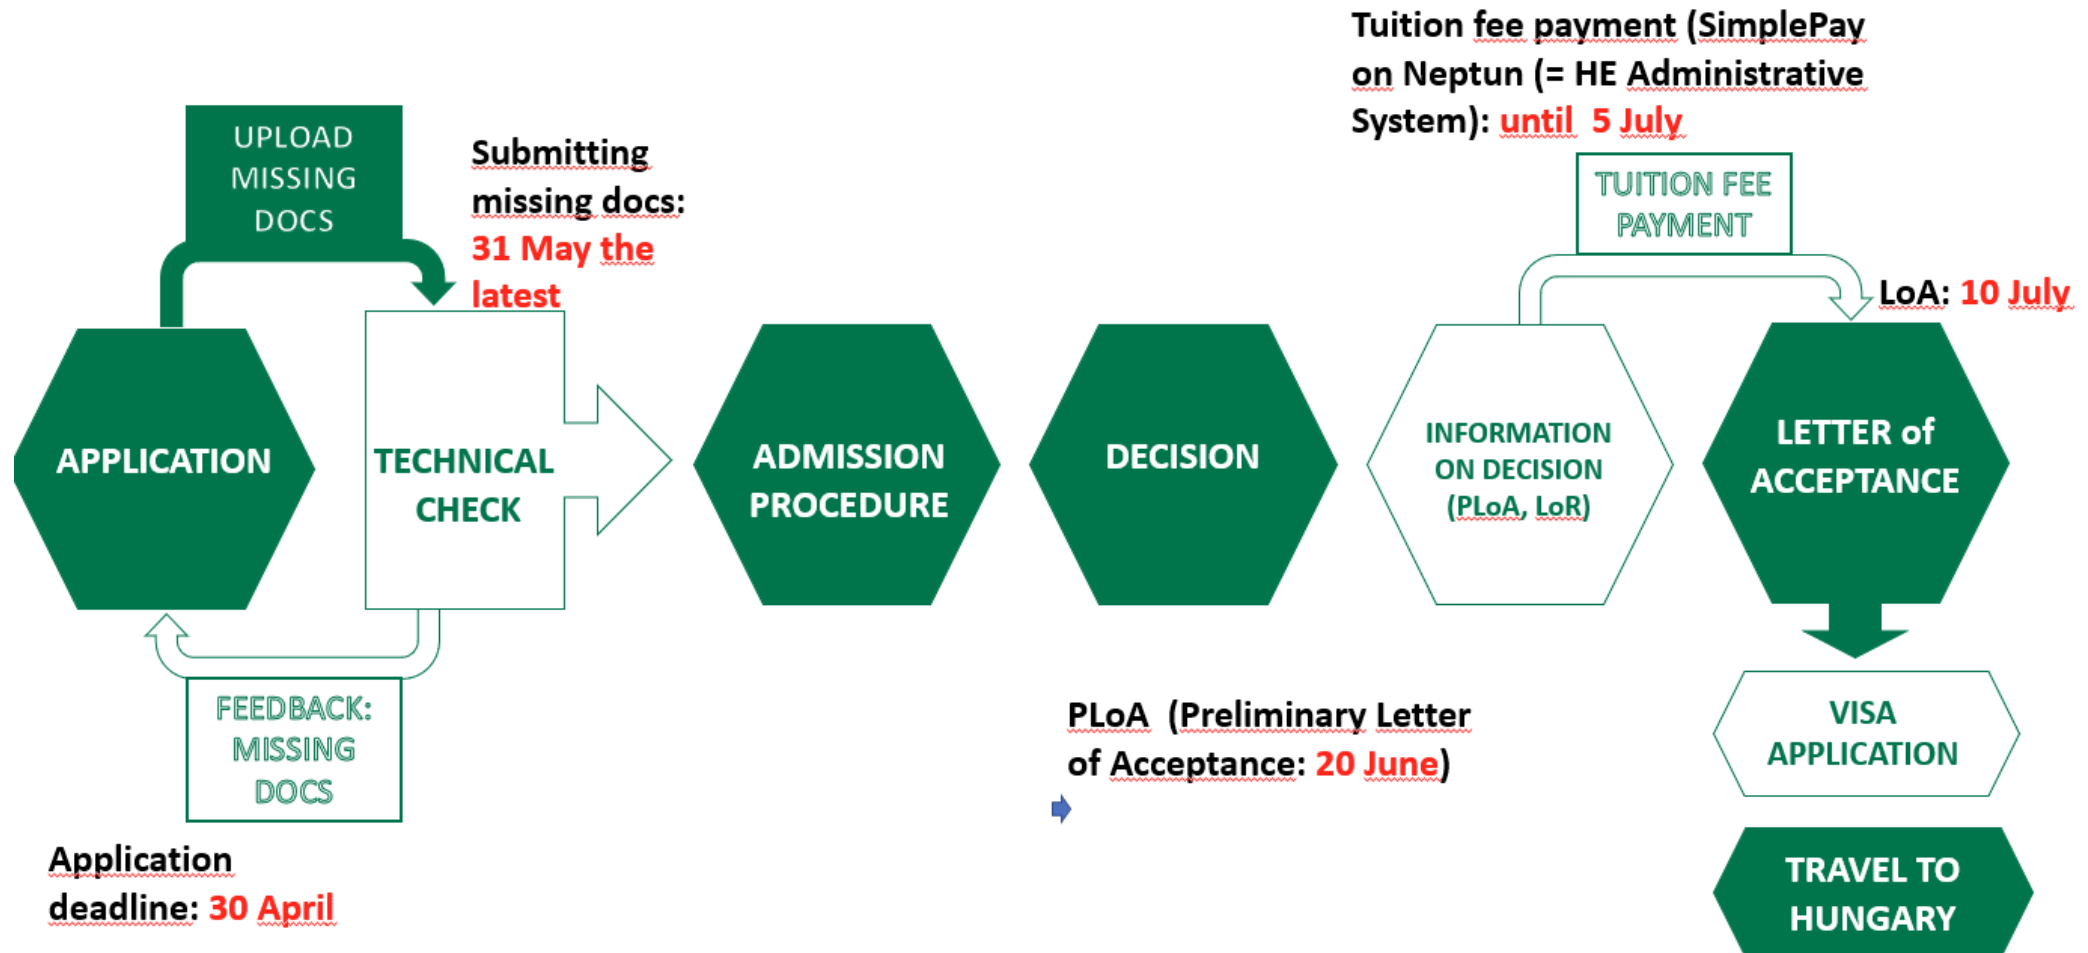 Tuition fee payment (SimplePay
on Neptun (= HE Administrative
System): until  5 July
UPLOAD
MISSING
DOCS
Submitting
missing docs:
31 May the
latest
TUITION FEE
PAYMENT
LoA: 10 July
APPLICATION
TECHNICAL
CHECK
ADMISSION
PROCEDURE
DECISION
INFORMATION
ON DECISION
(PLoA, LoR)
LETTER of
ACCEPTANCE
FEEDBACK:
MISSING
DOCS
PLoA  (Preliminary Letter
of Acceptance: 20 June)
VISA
APPLICATION
Application
deadline: 30 April
TRAVEL TO
HUNGARY